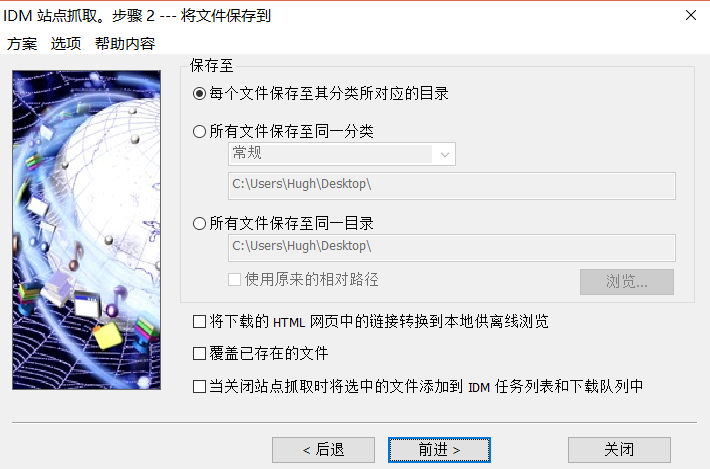 IDM 站点抓取。步骤 2 --- 将文件保存到
方案 选项 帮助内容
保存至
每个文件保存至其分类所对应的目录
所有文件保存至同一分类
常规
C:\Users\Hugh\Desktop\
所有文件保存至同一目录
C:\Users\Hugh\Desktop\
使用原来的相对路径
浏览...
将下载的 HTML 网页中的链接转换到本地供离线浏览
覆盖已存在的文件
当关闭站点抓取时将选中的文件添加到 IDM 任务列表和下载队列中
< 后退 前进 > 关闭